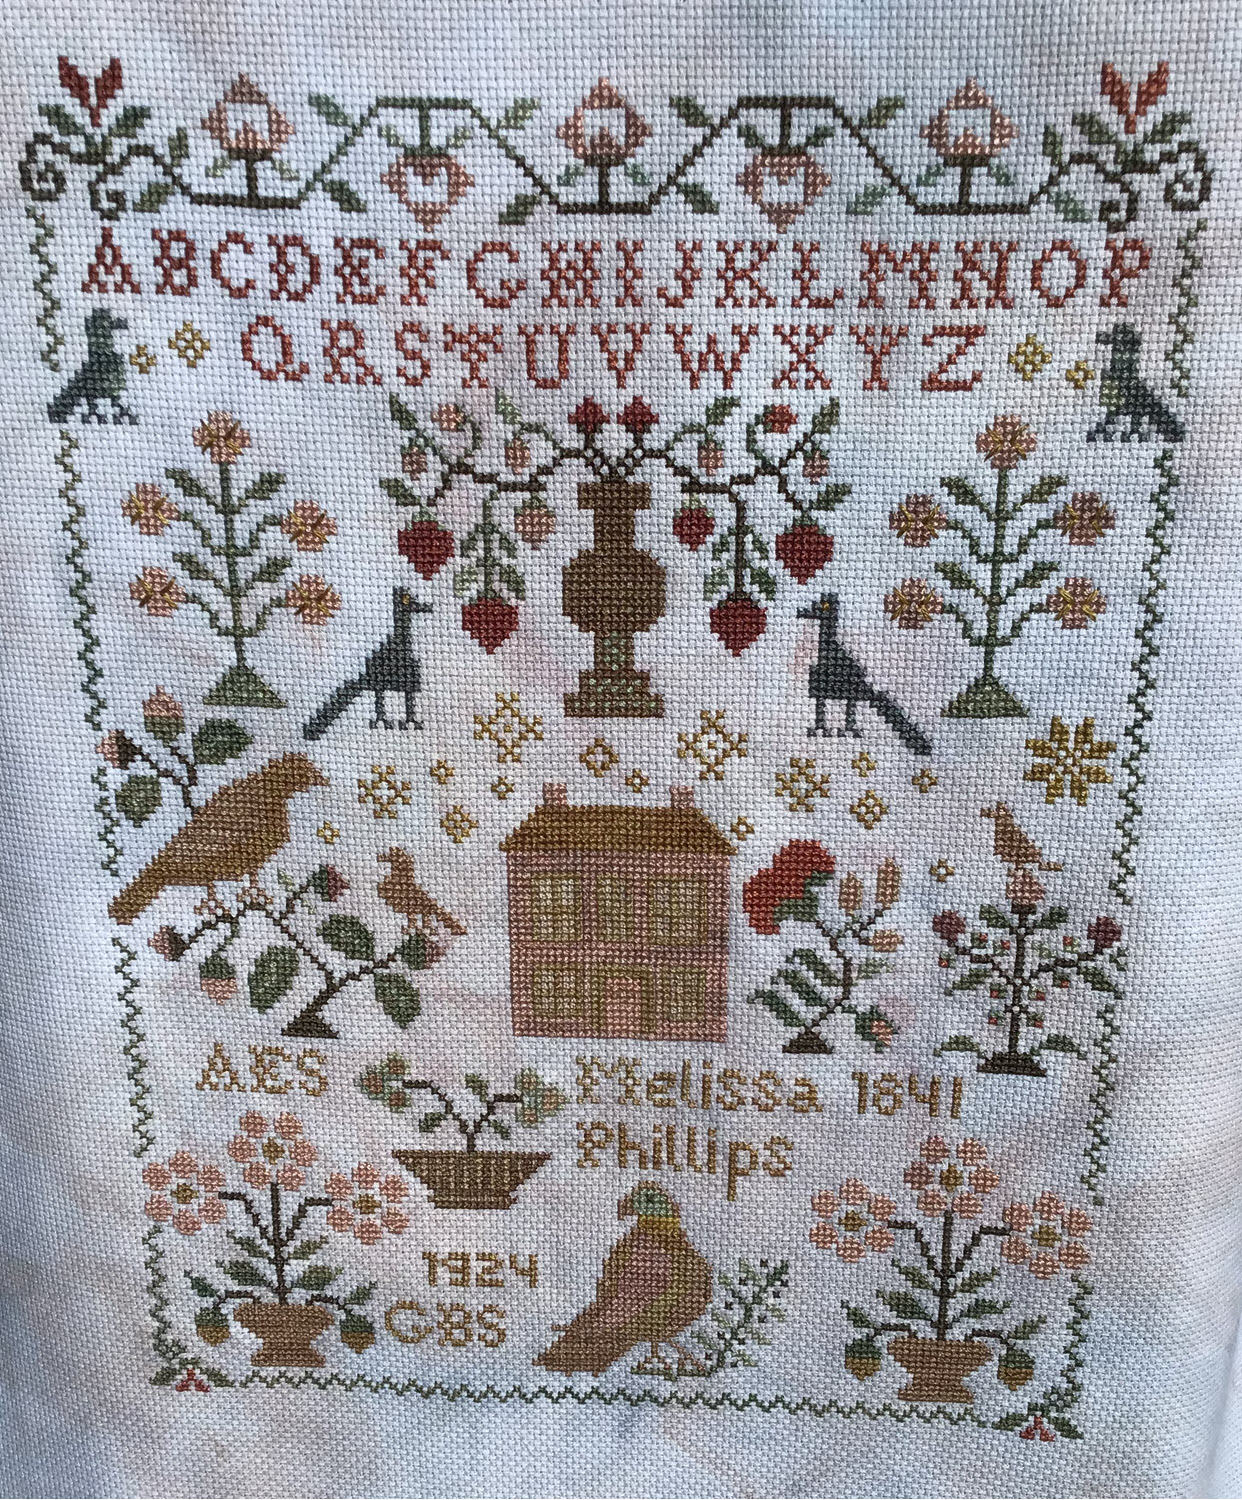 ABCDEFGHIJKLMNOP
QRSTUVWXYZ
AES
Melissa 1841
Phillips
1924
GBS